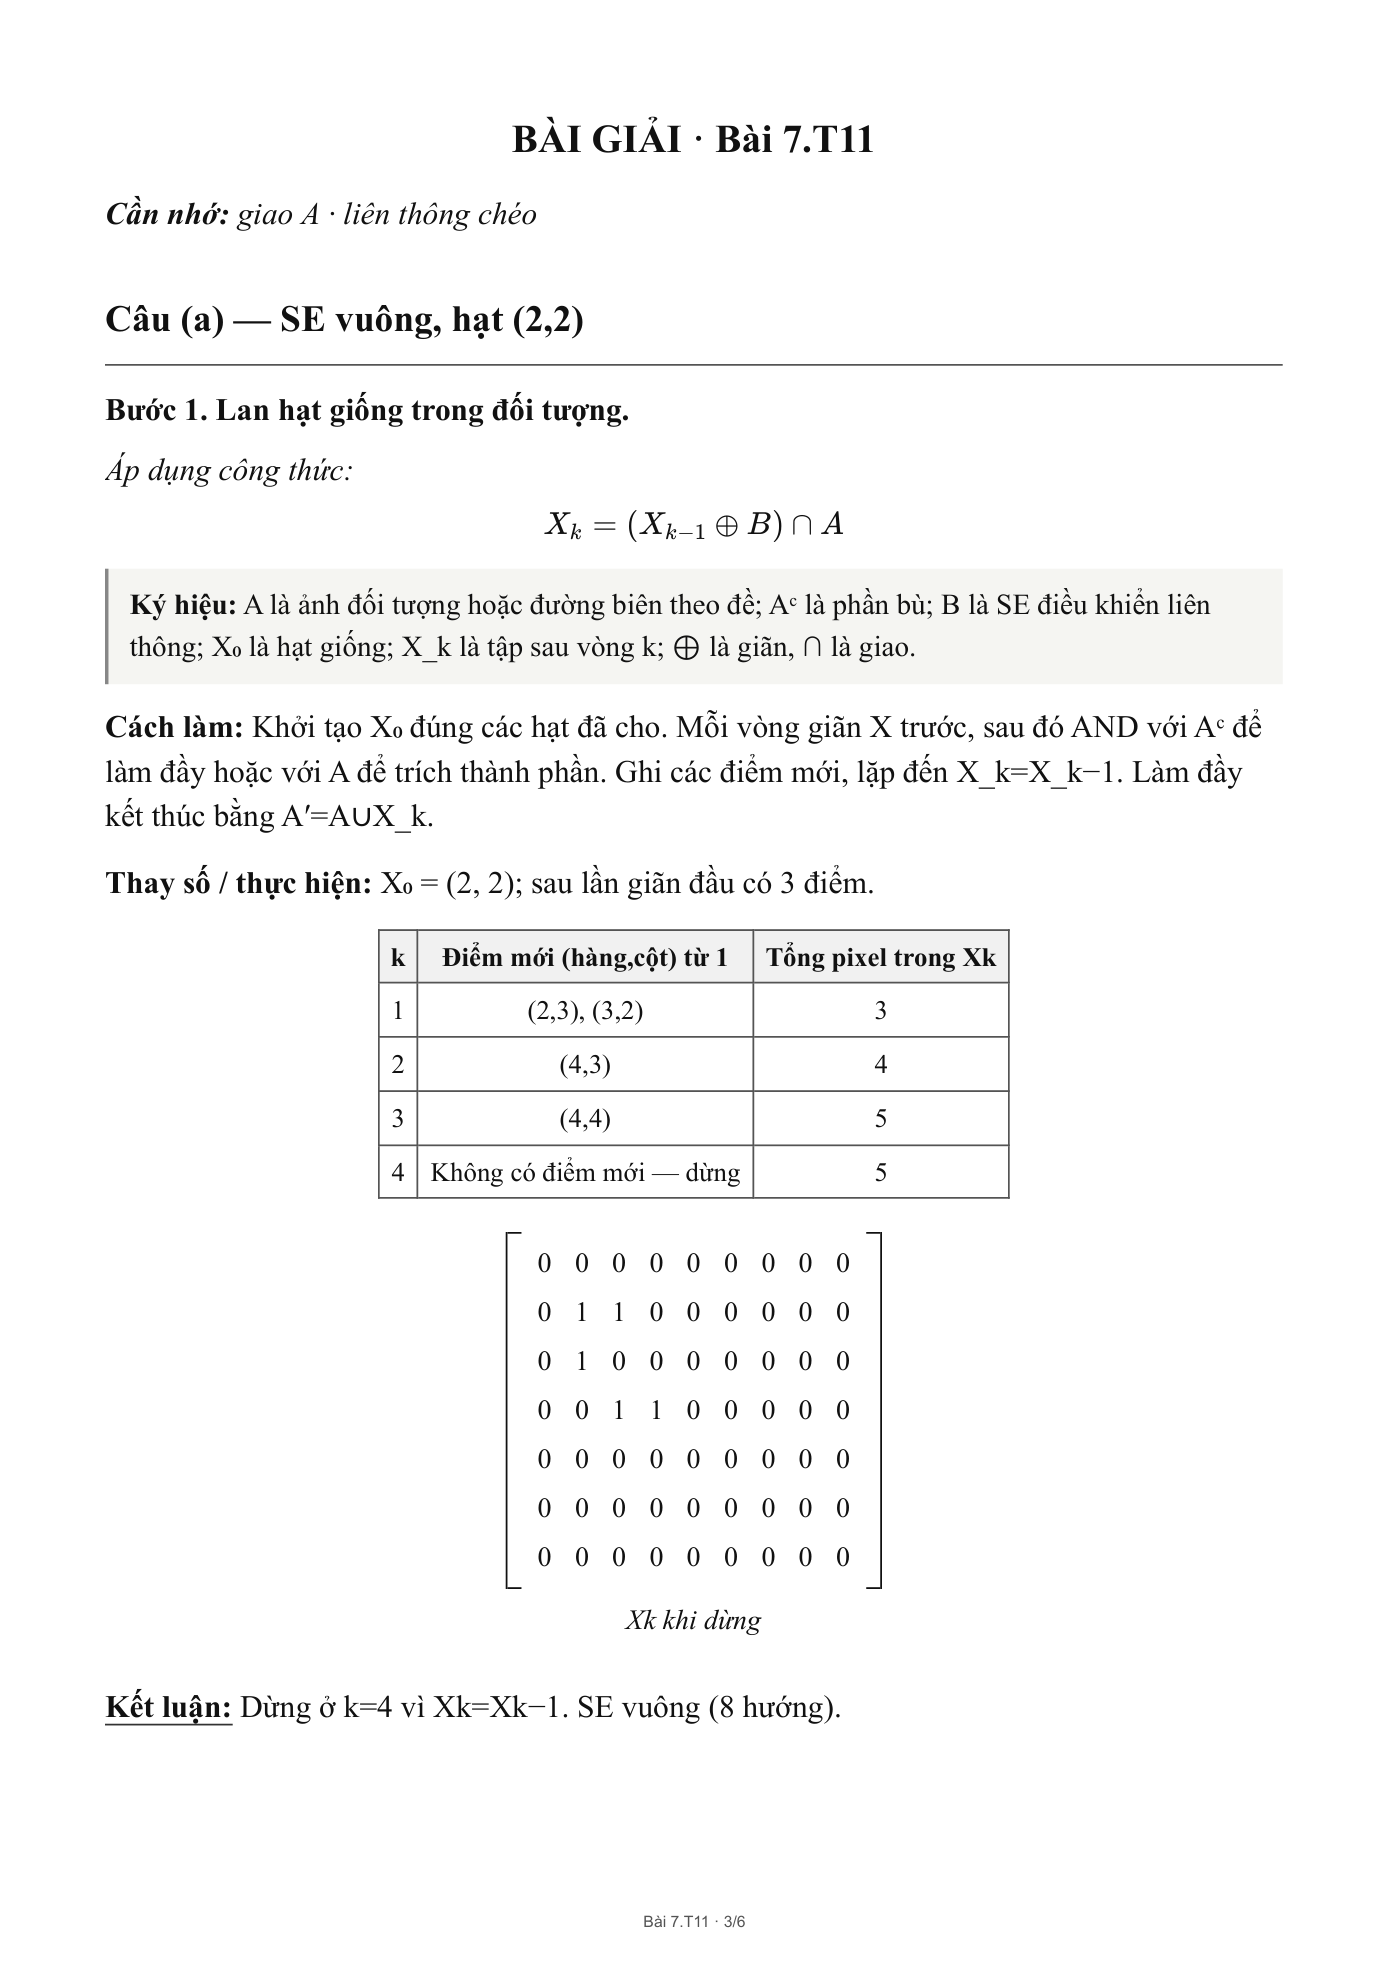 BÀI GIẢI · Bài 7.T11
Cần nhớ: giao A · liên thông chéo
Câu (a) — SE vuông, hạt (2,2)
Bước 1. Lan hạt giống trong đối tượng.
Áp dụng công thức:
X_k = (X_{k−1} ⊕ B) ∩ A
Ký hiệu: A là ảnh đối tượng hoặc đường biên theo đề; Aᶜ là phần bù; B là SE điều khiển liên
thông; X₀ là hạt giống; X_k là tập sau vòng k; ⊕ là giãn, ∩ là giao.
Cách làm: Khởi tạo X₀ đúng các hạt đã cho. Mỗi vòng giãn X trước, sau đó AND với Aᶜ để
làm đầy hoặc với A để trích thành phần. Ghi các điểm mới, lặp đến X_k=X_k−1. Làm đầy
kết thúc bằng A′=A∪X_k.
Thay số / thực hiện: X₀ = (2, 2); sau lần giãn đầu có 3 điểm.
k Điểm mới (hàng,cột) từ 1 Tổng pixel trong Xk
1 (2,3), (3,2) 3
2 (4,3) 4
3 (4,4) 5
4 Không có điểm mới — dừng 5
0 0 0 0 0 0 0 0 0
0 1 1 0 0 0 0 0 0
0 1 0 0 0 0 0 0 0
0 0 1 1 0 0 0 0 0
0 0 0 0 0 0 0 0 0
0 0 0 0 0 0 0 0 0
0 0 0 0 0 0 0 0 0
Xk khi dừng
Kết luận: Dừng ở k=4 vì Xk=Xk−1. SE vuông (8 hướng).
Bài 7.T11 · 3/6